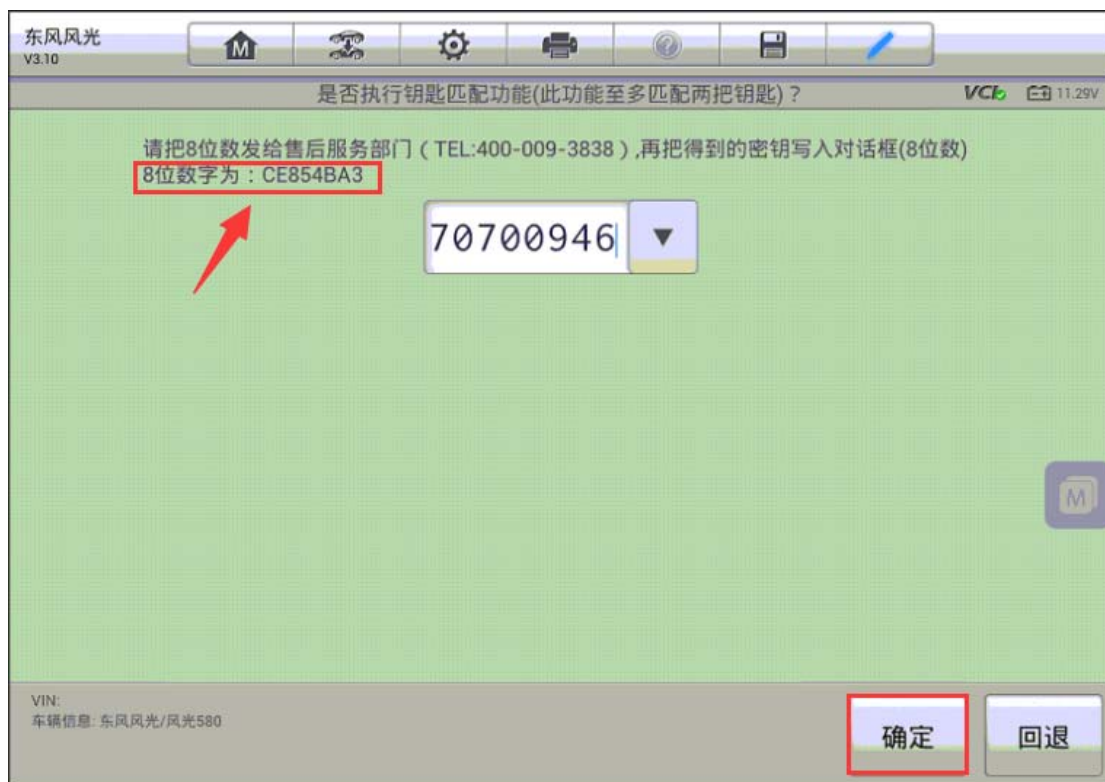 东风风光
V3.10
M
是否执行钥匙匹配功能(此功能至多匹配两把钥匙)?
VCI
11.29V
请把8位数发给售后服务部门(TEL:400-009-3838),再把得到的密钥写入对话框(8位数)
8位数字为:CE854BA3
70700946
M
VIN:
车辆信息: 东风风光/风光580
确定
回退